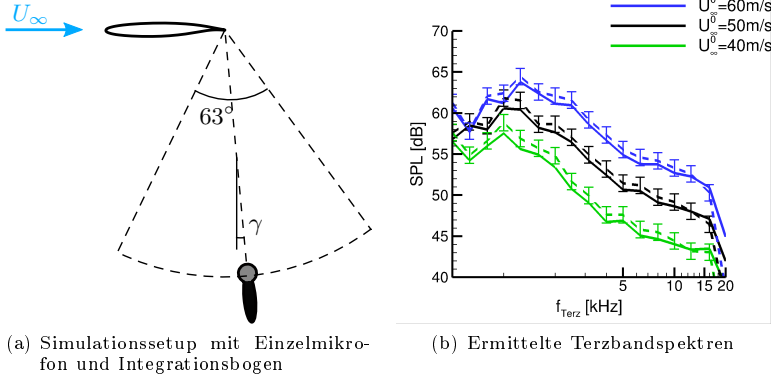 U∞
63°
γ
(a) Simulationssetup mit Einzelmikro-
fon und Integrationsbogen
U∞=60m/s
U∞=50m/s
U∞=40m/s
SPL [dB]
70
65
60
55
50
45
40
5 10 15 20
f_Terz [kHz]
(b) Ermittelte Terzbandspektren